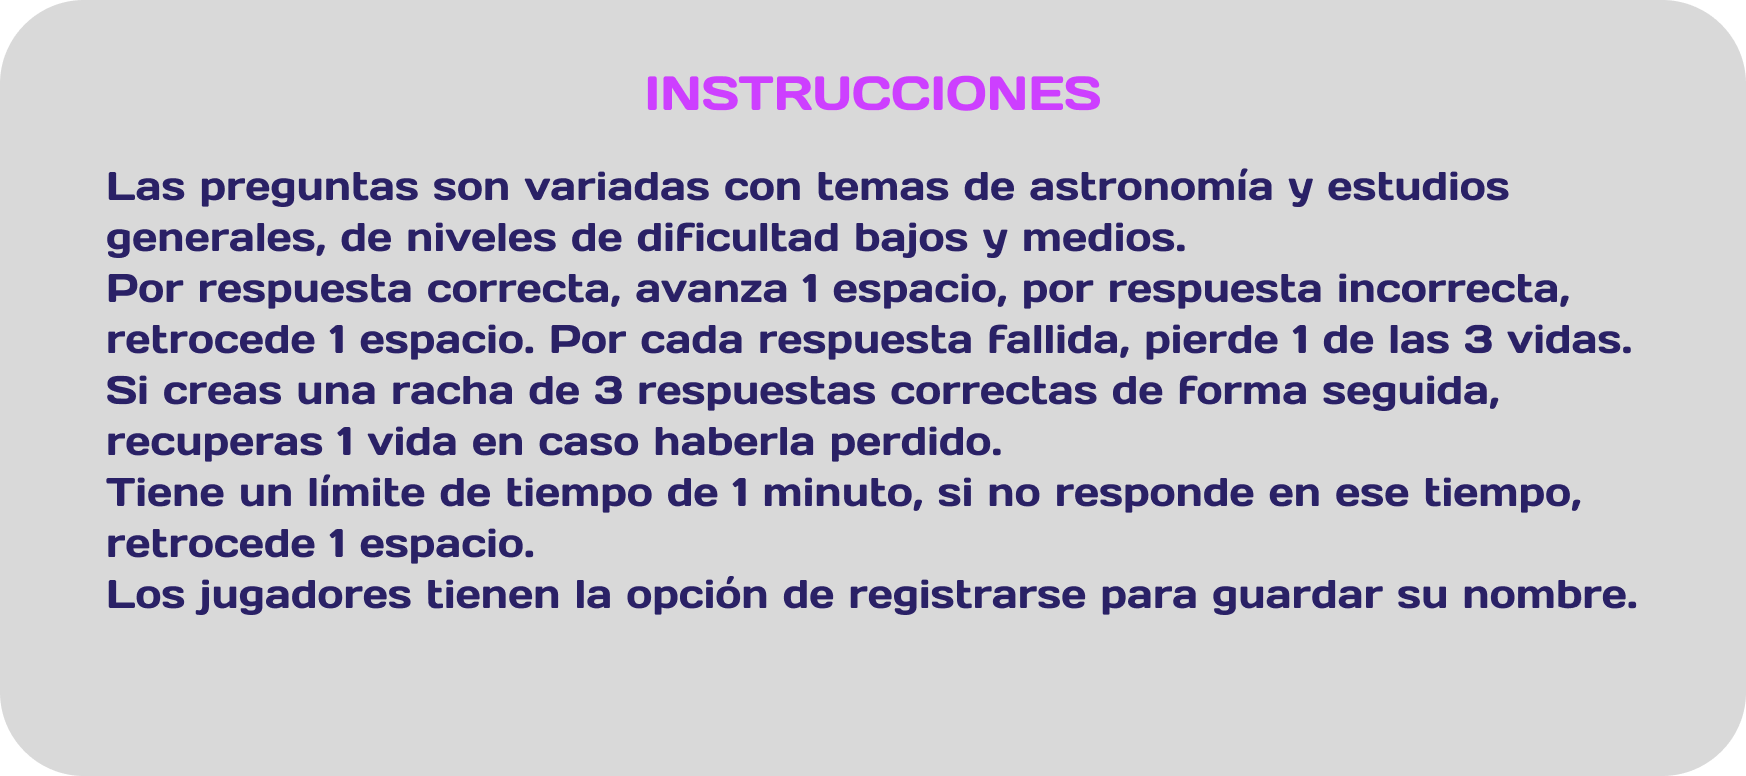 INSTRUCCIONES
Las preguntas son variadas con temas de astronomía y estudios
generales, de niveles de dificultad bajos y medios.
Por respuesta correcta, avanza 1 espacio, por respuesta incorrecta,
retrocede 1 espacio. Por cada respuesta fallida, pierde 1 de las 3 vidas.
Si creas una racha de 3 respuestas correctas de forma seguida,
recuperas 1 vida en caso haberla perdido.
Tiene un límite de tiempo de 1 minuto, si no responde en ese tiempo,
retrocede 1 espacio.
Los jugadores tienen la opción de registrarse para guardar su nombre.